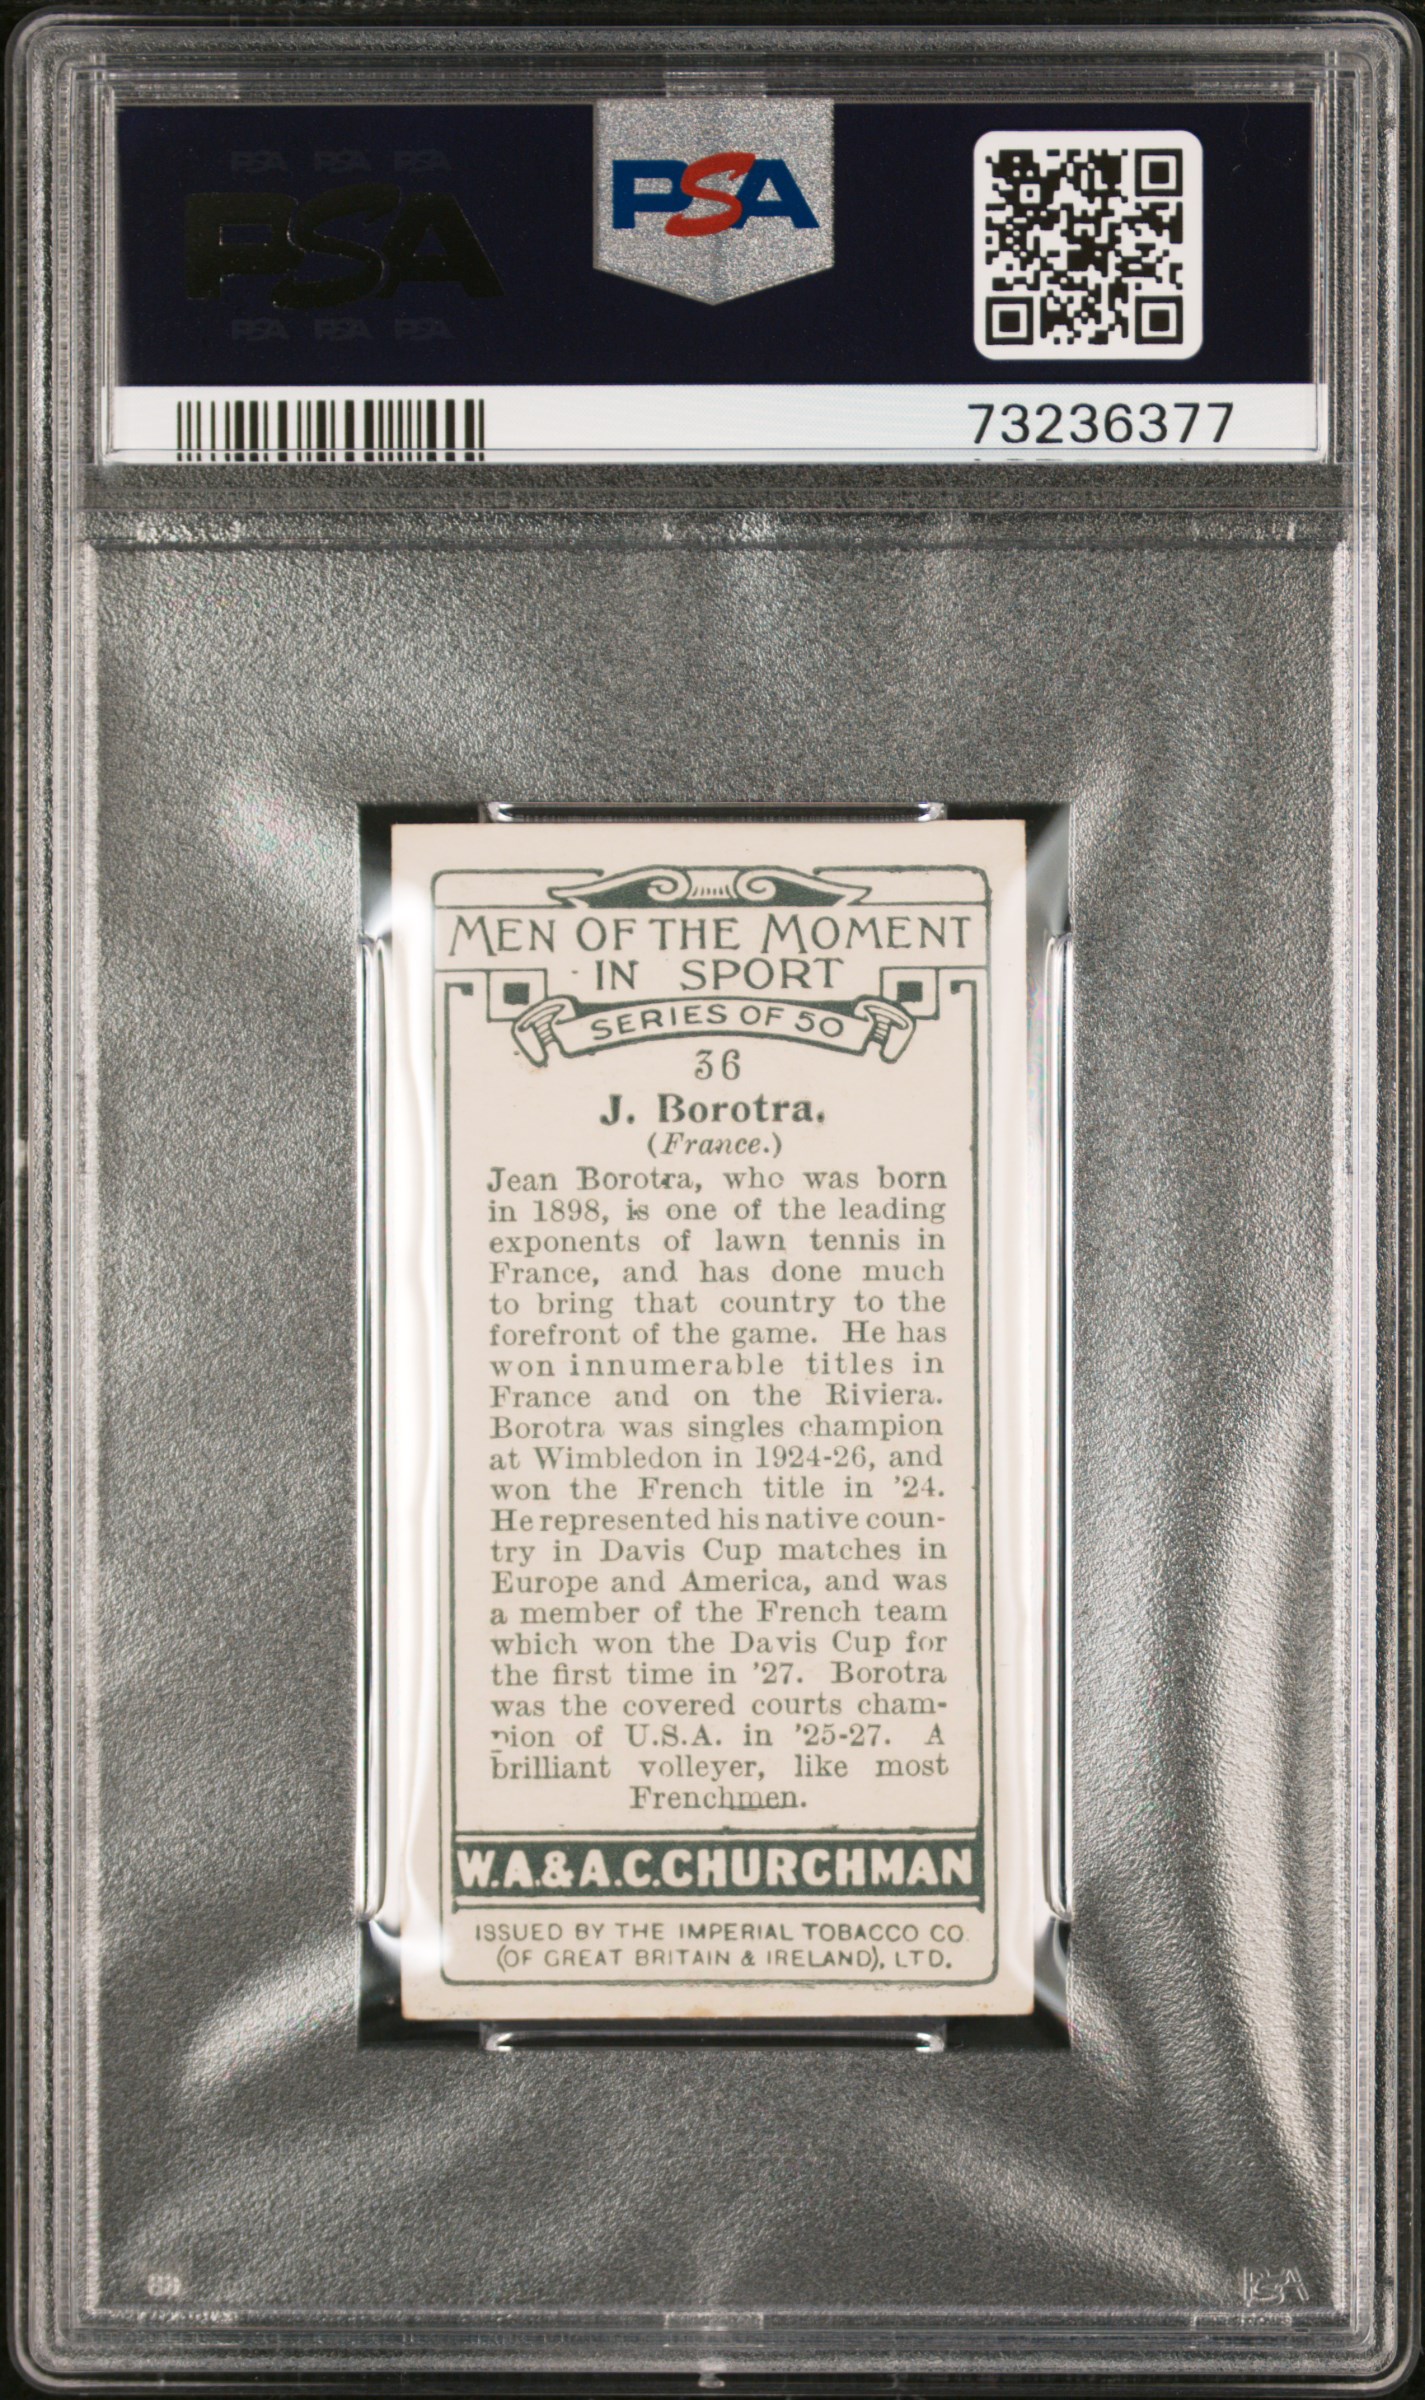 PSA PSA PSA
PSA
PSA PSA PSA
PSA
73236377
MEN OF THE MOMENT
IN SPORT
SERIES OF 50
36
J. Borotra.
(France.)
Jean Borotra, who was born
in 1898, is one of the leading
exponents of lawn tennis in
France, and has done much
to bring that country to the
forefront of the game. He has
won innumerable titles in
France and on the Riviera.
Borotra was singles champion
at Wimbledon in 1924-26, and
won the French title in '24.
He represented his native coun-
try in Davis Cup matches in
Europe and America, and was
a member of the French team
which won the Davis Cup for
the first time in '27. Borotra
was the covered courts cham-
pion of U.S.A. in '25-27. A
brilliant volleyer, like most
Frenchmen.
W.A.& A.C.CHURCHMAN
ISSUED BY THE IMPERIAL TOBACCO CO.
(OF GREAT BRITAIN & IRELAND), LTD.
PSA